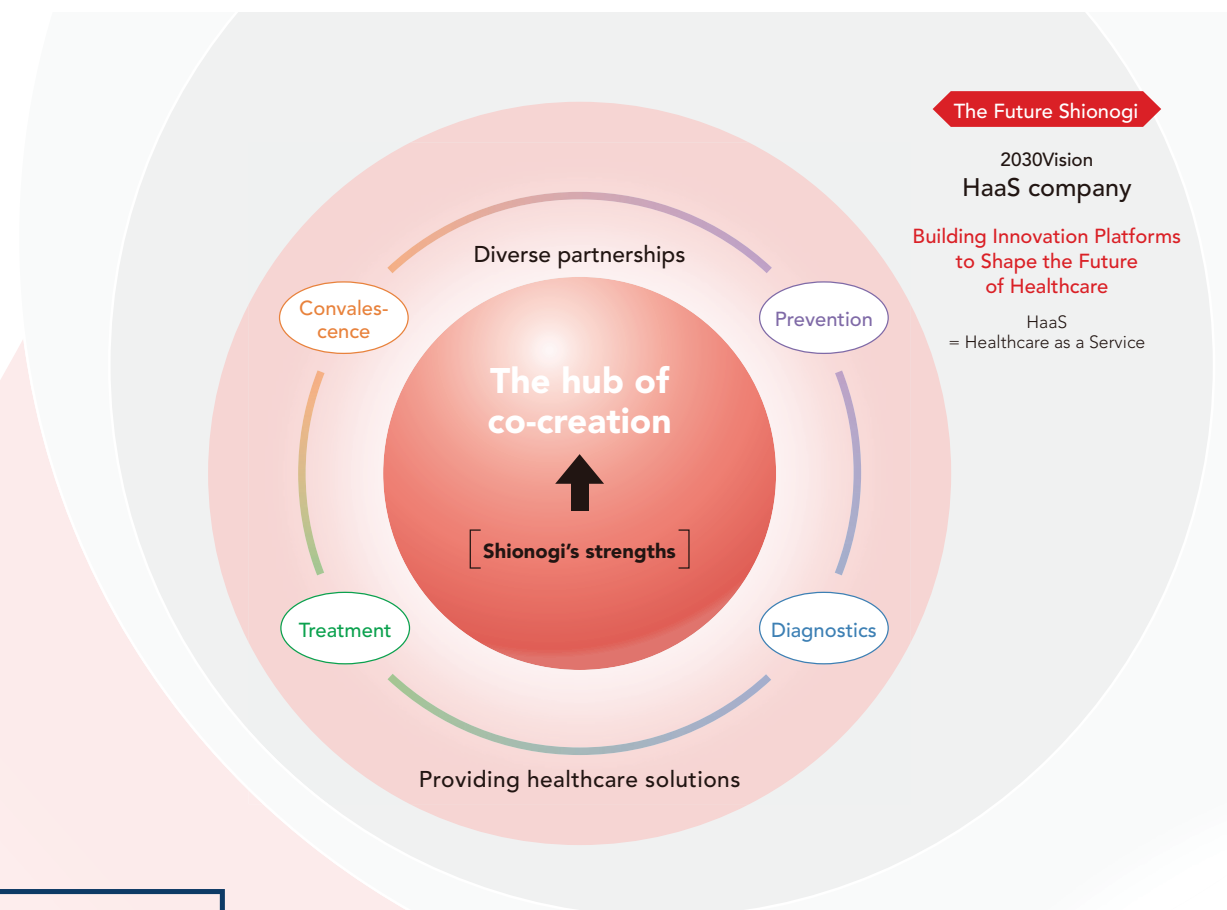 The Future Shionogi
2030Vision
HaaS company
Building Innovation Platforms
to Shape the Future
of Healthcare
HaaS
= Healthcare as a Service
Diverse partnerships
Convales-
cence
Prevention
The hub of
co-creation
Shionogi's strengths
Treatment
Diagnostics
Providing healthcare solutions